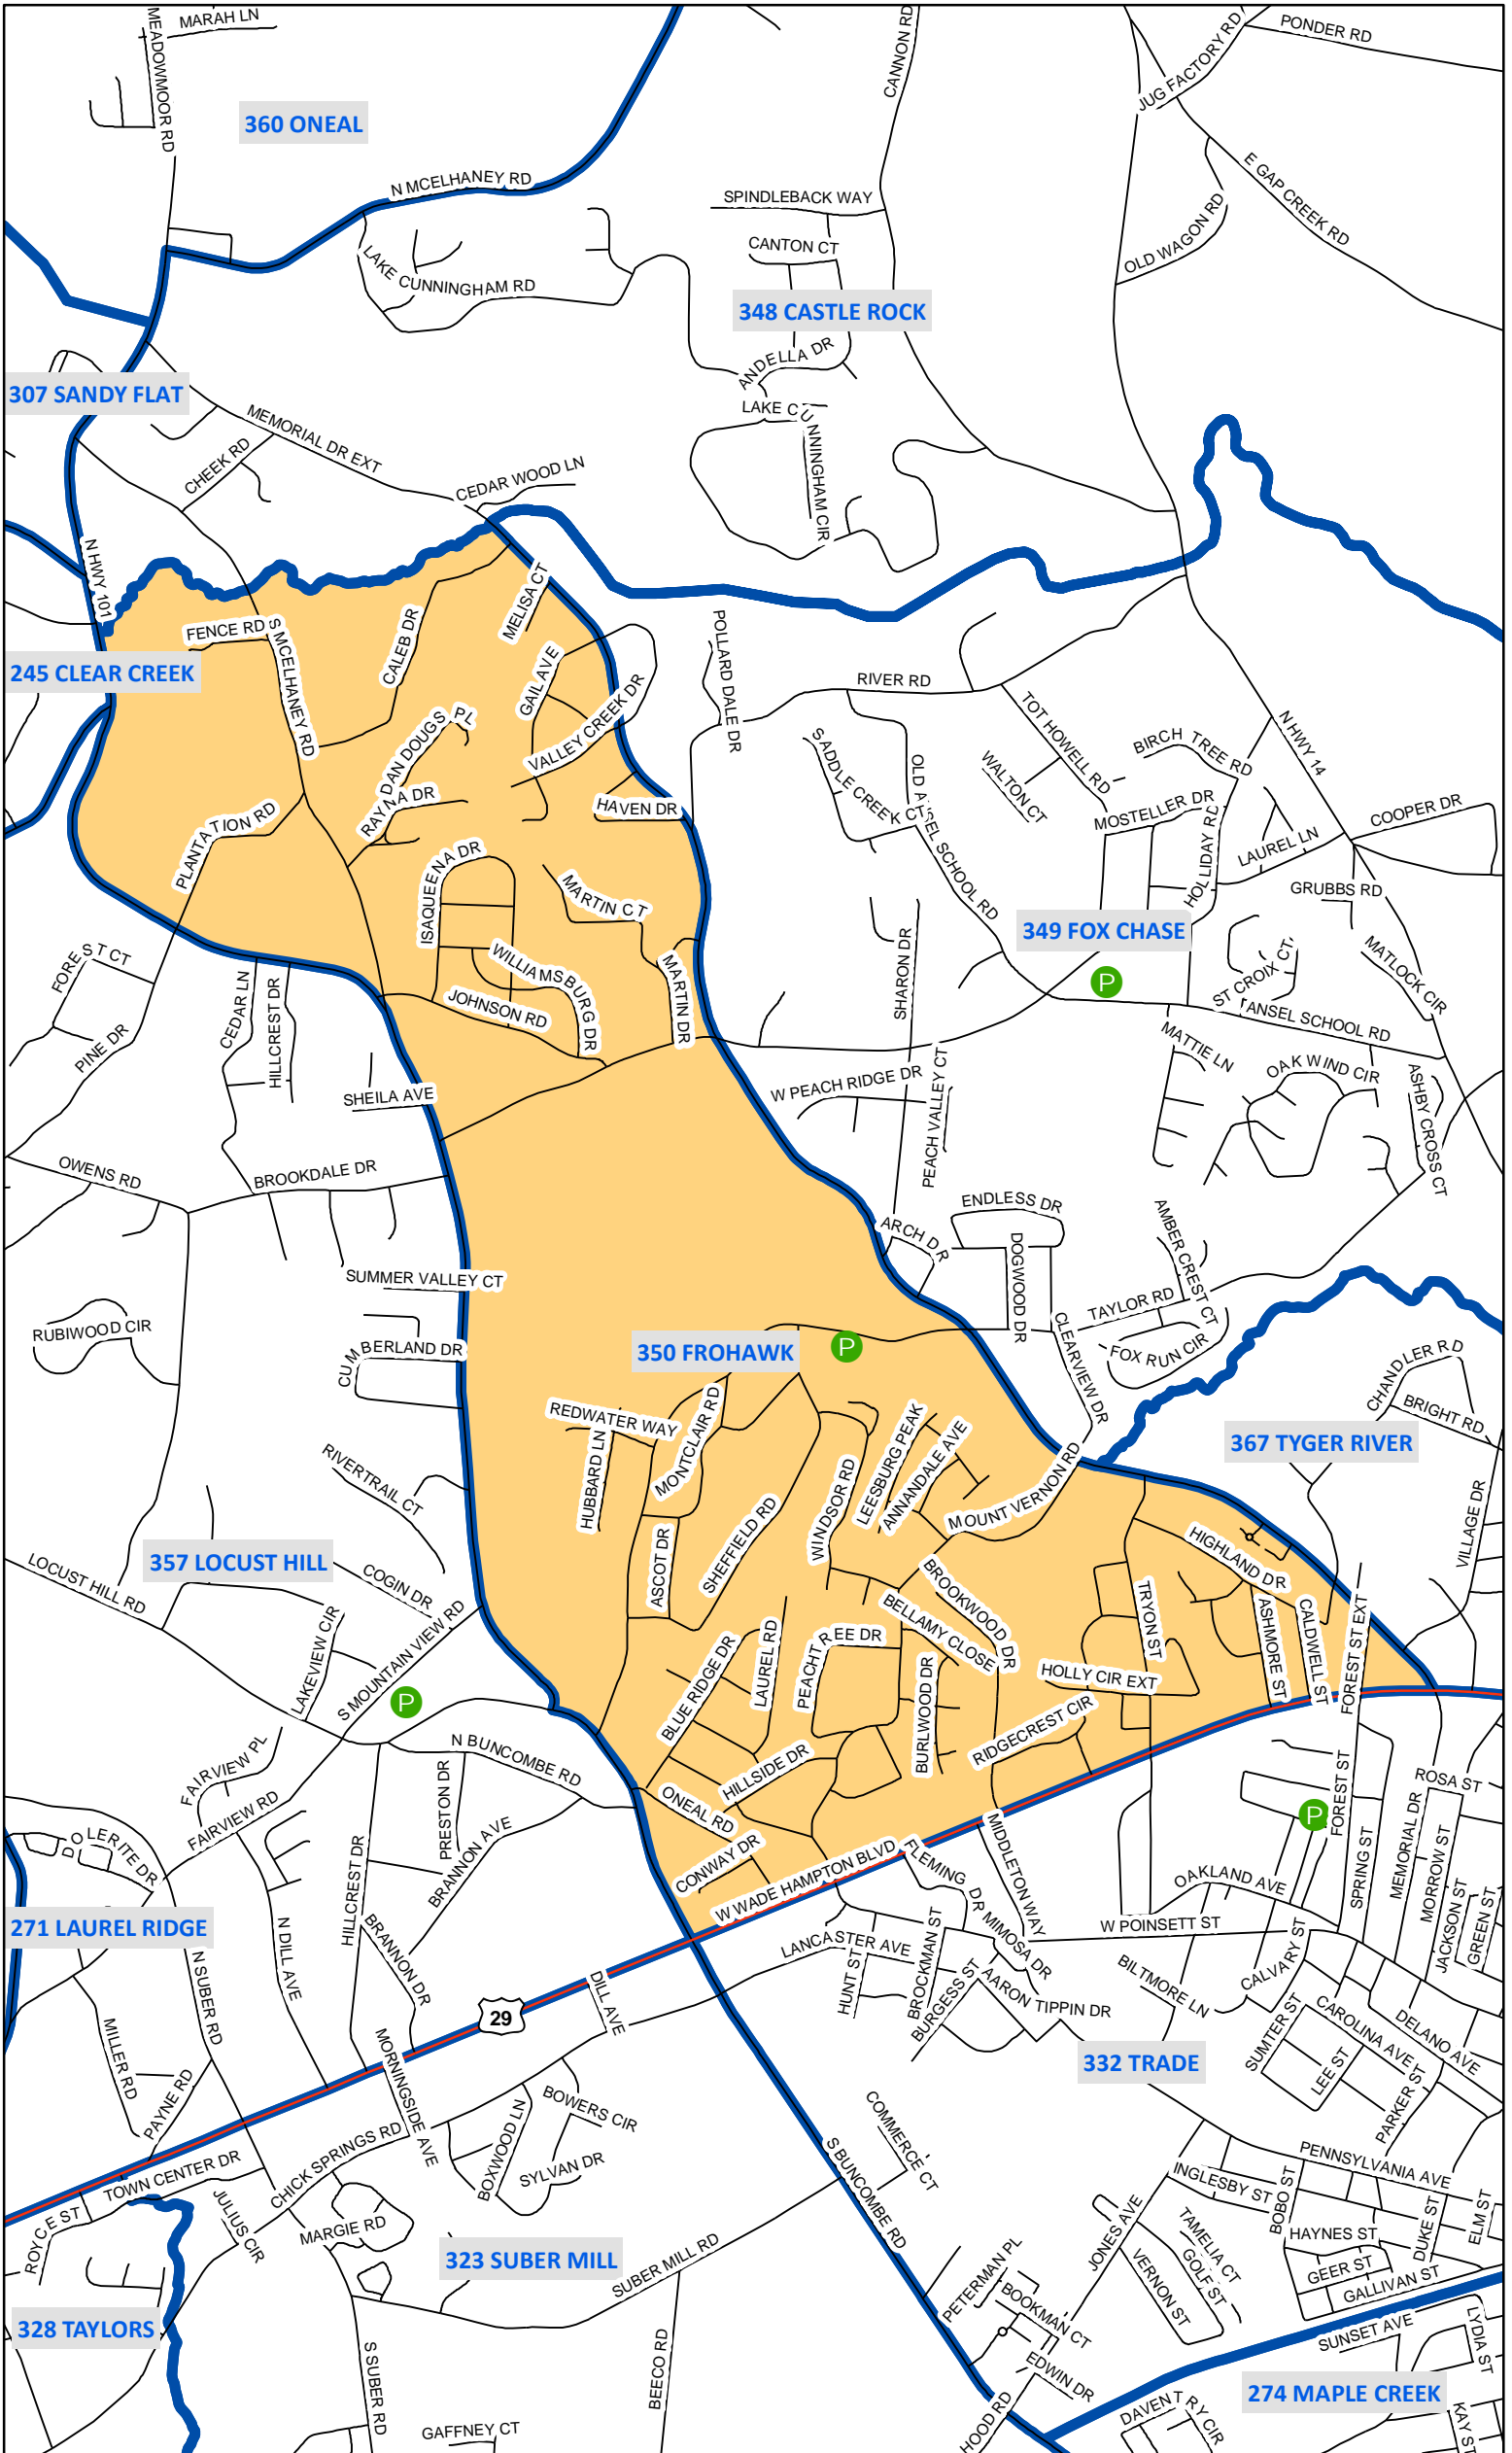 MARAH LN
MEADOWMOOR RD
CANNON RD
JUG FACTORY RD
PONDER RD
360 ONEAL
N MCELHANEY RD
SPINDLEBACK WAY
CANTON CT
OLD WAGON RD
E GAP CREEK RD
LAKE CUNNINGHAM RD
348 CASTLE ROCK
ANDELLA DR
307 SANDY FLAT
LAKE CUNNINGHAM CIR
MEMORIAL DR EXT
CHEEK RD
CEDAR WOOD LN
N HWY 101
MELISA CT
FENCE RD
S MCELHANEY RD
CALEB DR
POLLARD DALE DR
245 CLEAR CREEK
GAIL AVE
RIVER RD
DAN DOUGS PL
VALLEY CREEK DR
TOT HOWELL RD
N HWY 14
SADDLE CREEK CT
OLD ANSEL SCHOOL RD
WALTON CT
BIRCH TREE RD
RAYNA DR
HAVEN DR
MOSTELLER DR
COOPER DR
PLANTATION RD
HOLLIDAY RD
LAUREL LN
ISAQUEENA DR
MARTIN CT
GRUBBS RD
349 FOX CHASE
P
FOREST CT
WILLIAMSBURG DR
MARTIN DR
SHARON DR
ST CROIX CT
MATLOCK CIR
CEDAR LN
HILLCREST DR
JOHNSON RD
ANSEL SCHOOL RD
PINE DR
MATTIE LN
SHEILA AVE
W PEACH RIDGE DR
PEACH VALLEY CT
OAK WIND CIR
ASHBY CROSS CT
OWENS RD
BROOKDALE DR
ENDLESS DR
ARCH DR
AMBER CREST CT
DOGWOOD DR
SUMMER VALLEY CT
TAYLOR RD
RUBIWOOD CIR
CUMBERLAND DR
350 FROHAWK
P
CLEARVIEW DR
FOX RUN CIR
CHANDLER RD
REDWATER WAY
MONTCLAIR RD
BRIGHT RD
367 TYGER RIVER
HUBBARD LN
LEESBURG PEAK
ANNANDALE AVE
RIVERTRAIL CT
WINDSOR RD
MOUNT VERNON RD
VILLAGE DR
SHEFFIELD RD
ASCOT DR
HIGHLAND DR
357 LOCUST HILL
LOCUST HILL RD
COGIN DR
BROOKWOOD DR
BELLAMY CLOSE
TRYON ST
ASHMORE ST
CALDWELL ST
FOREST ST EXT
LAKEVIEW CIR
S MOUNTAIN VIEW RD
P
BLUE RIDGE DR
LAUREL RD
PEACHTREE DR
BURLWOOD DR
HOLLY CIR EXT
RIDGECREST CIR
FAIRVIEW PL
N BUNCOMBE RD
HILLSIDE DR
ONEAL RD
ROSA ST
FAIRVIEW RD
PRESTON DR
BRANNON AVE
P
FOREST ST
DOLERITE DR
HILLCREST DR
CONWAY DR
W WADE HAMPTON BLVD
FLEMING DR
MIDDLETON WAY
OAKLAND AVE
SPRING ST
MEMORIAL DR
MORROW ST
271 LAUREL RIDGE
N DILL AVE
BRANNON DR
LANCASTER AVE
MIMOSA DR
W POINSETT ST
JACKSON ST
GREEN ST
N SUBER RD
29
DILL AVE
HUNT ST
BROCKMAN ST
BURGESS ST
AARON TIPPIN DR
BILTMORE LN
CALVARY ST
CAROLINA AVE
DELANO AVE
MILLER RD
MORNINGSIDE AVE
332 TRADE
SUMTER ST
LEE ST
PAYNE RD
BOWERS CIR
COMMERCE CT
PARKER ST
TOWN CENTER DR
CHICK SPRINGS RD
BOXWOOD LN
SYLVAN DR
S BUNCOMBE RD
PENNSYLVANIA AVE
INGLESBY ST
BOBO ST
ROYCE ST
JULIUS CIR
MARGIE RD
323 SUBER MILL
SUBER MILL RD
JONES AVE
TAMELIA CT
HAYNES ST
DUKE ST
ELM ST
GOLF ST
VERNON ST
GEER ST
GALLIVAN ST
328 TAYLORS
PETERMAN PL
BOOKMAN CT
SUNSET AVE
LYDIA ST
S SUBER RD
BEECO RD
EDWIN DR
274 MAPLE CREEK
HOOD RD
DAVENTRY CIR
KAY ST
GAFFNEY CT